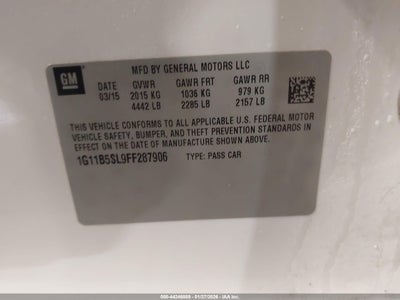 GM
MFD BY GENERAL MOTORS LLC
DATE GVWR GAWR FRT GAWR RR
03/15 2015 KG 1036 KG 979 KG
4442 LB 2285 LB 2157 LB
THIS VEHICLE CONFORMS TO ALL APPLICABLE U.S. FEDERAL MOTOR
VEHICLE SAFETY, BUMPER, AND THEFT PREVENTION STANDARDS IN
EFFECT ON THE DATE OF MANUFACTURE SHOWN ABOVE.
1G11B5SL9FF287906 TYPE: PASS CAR